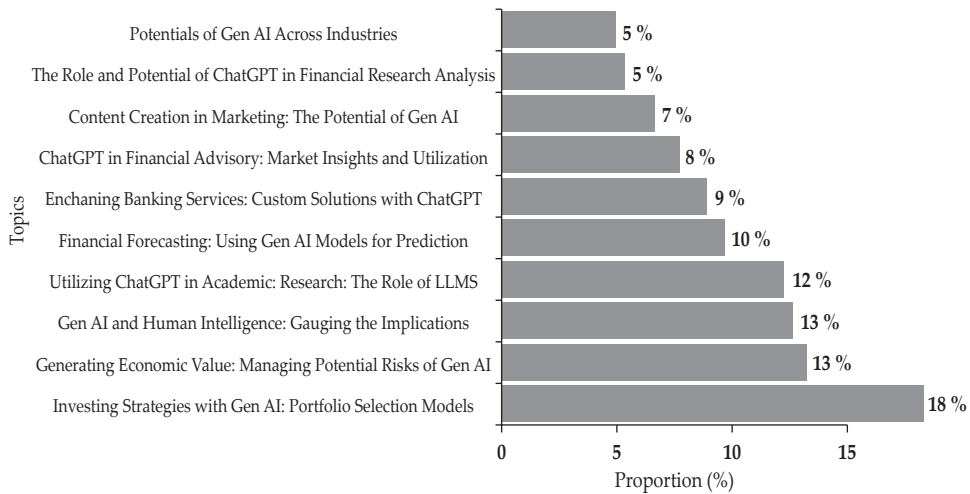 Potentials of Gen AI Across Industries
5 %
The Role and Potential of ChatGPT in Financial Research Analysis
5 %
Content Creation in Marketing: The Potential of Gen AI
7 %
ChatGPT in Financial Advisory: Market Insights and Utilization
8 %
Enchaning Banking Services: Custom Solutions with ChatGPT
9 %
Financial Forecasting: Using Gen AI Models for Prediction
10 %
Utilizing ChatGPT in Academic: Research: The Role of LLMS
12 %
Gen AI and Human Intelligence: Gauging the Implications
13 %
Generating Economic Value: Managing Potential Risks of Gen AI
13 %
Investing Strategies with Gen AI: Portfolio Selection Models
18 %
Topics
0 5 10 15
Proportion (%)